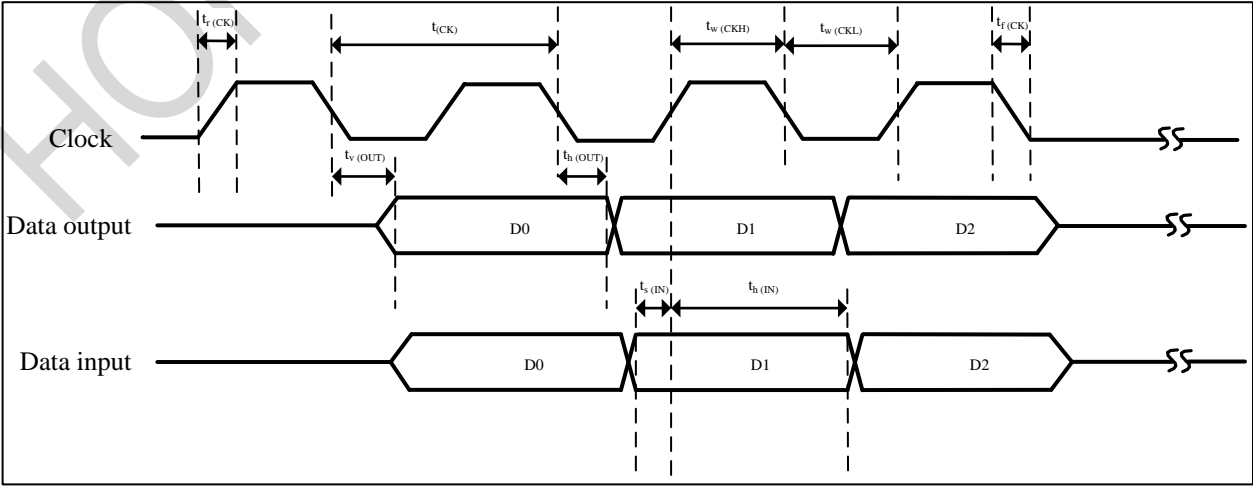 tr (CK)
t(CK)
tw (CKH)
tw (CKL)
tf (CK)
Clock
tv (OUT)
th (OUT)
Data output
D0
D1
D2
ts (IN)
th (IN)
Data input
D0
D1
D2